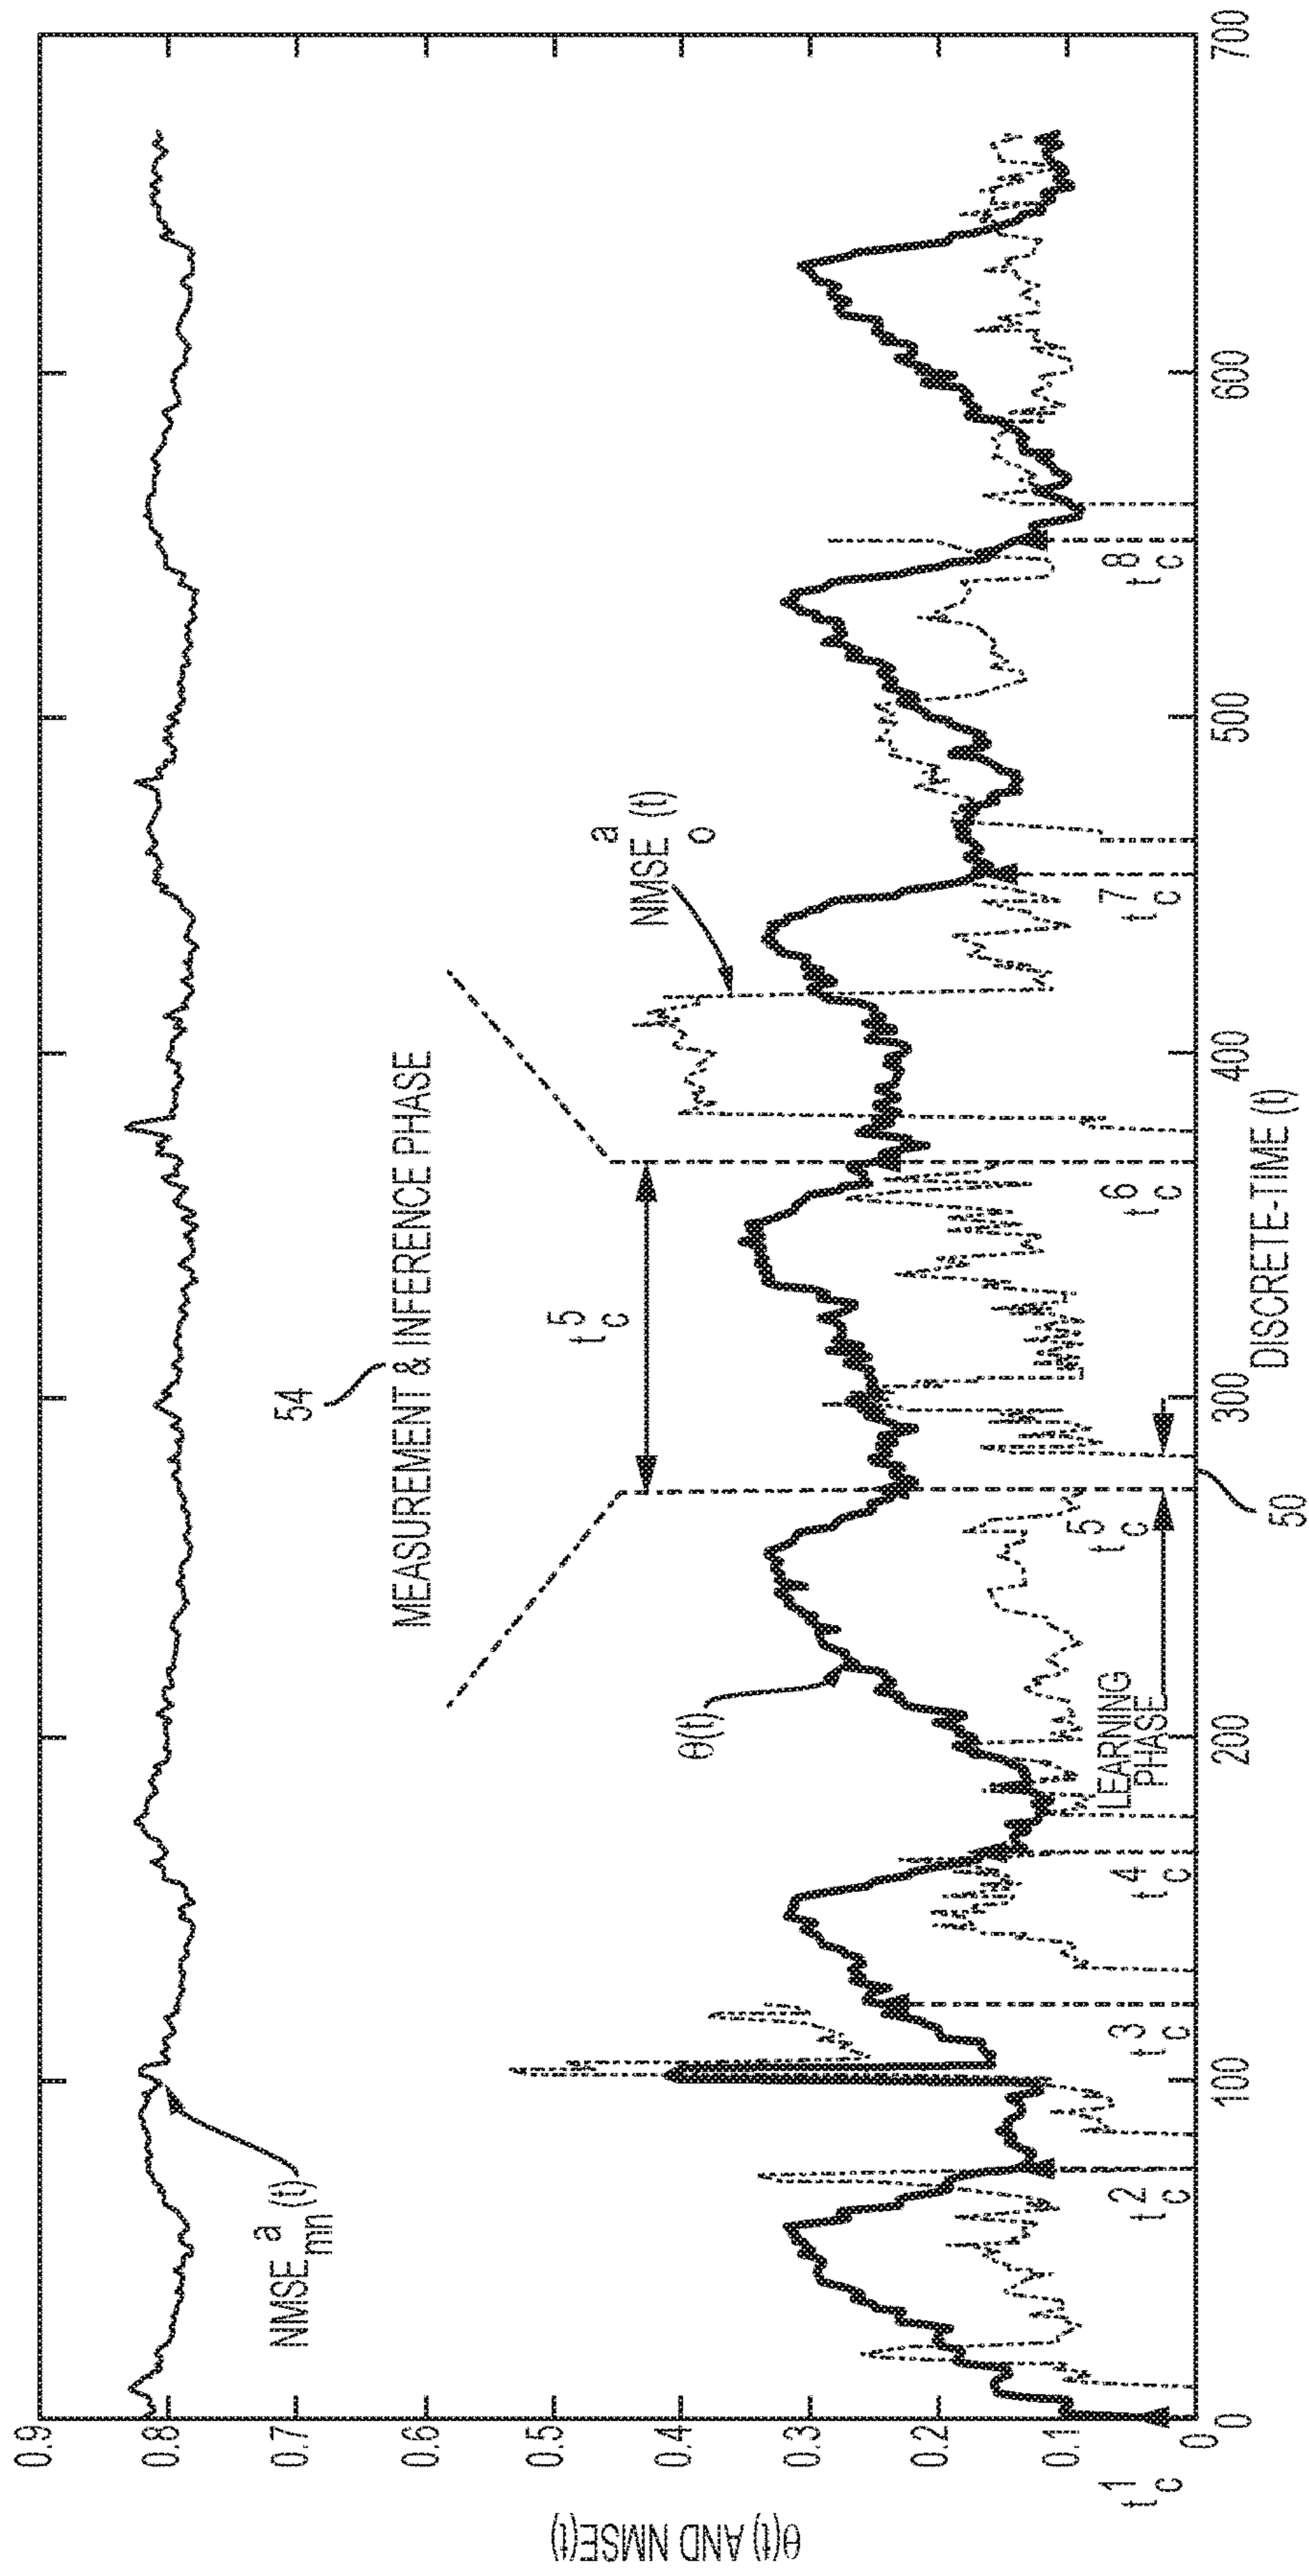 θ(t) AND NMSE(t)
0.9
0.8
0.7
0.6
0.5
0.4
0.3
0.2
0.1
0
NMSE a mn (t)
54
MEASUREMENT & INFERENCE PHASE
t 5 c
NMSE a o (t)
θ(t)
LEARNING
PHASE
t 1 c
t 2 c
t 3 c
t 4 c
t 5 c
t 6 c
t 7 c
t 8 c
0
100
200
300
400
500
600
700
50
DISCRETE-TIME (t)